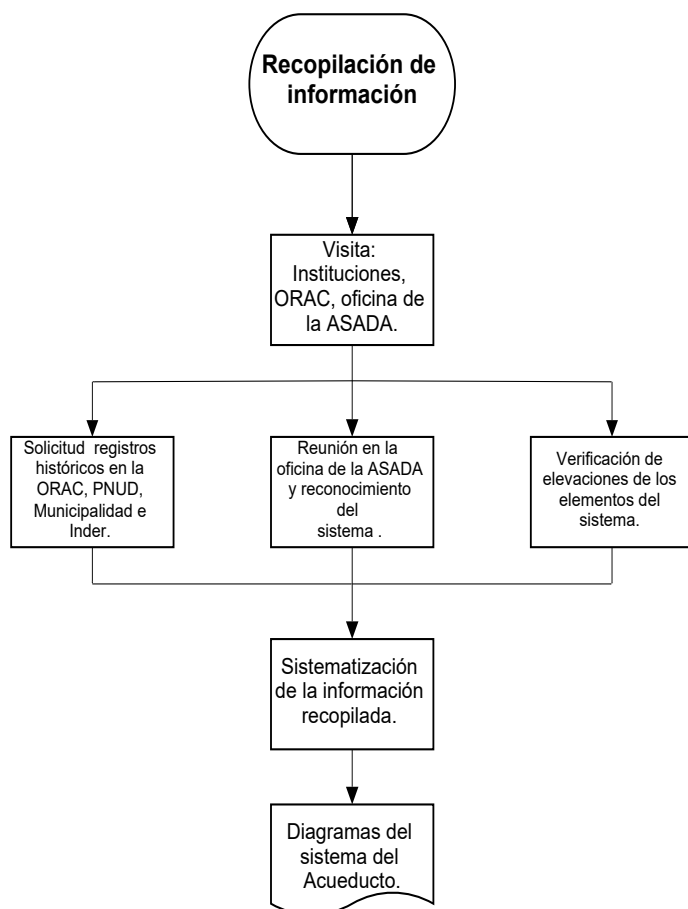 Recopilación de
información
Visita:
Instituciones,
ORAC, oficina de
la ASADA.
Solicitud registros
históricos en la
ORAC, PNUD,
Municipalidad e
Inder.
Reunión en la
oficina de la ASADA
y reconocimiento
del
sistema .
Verificación de
elevaciones de los
elementos del
sistema.
Sistematización
de la información
recopilada.
Diagramas del
sistema del
Acueducto.